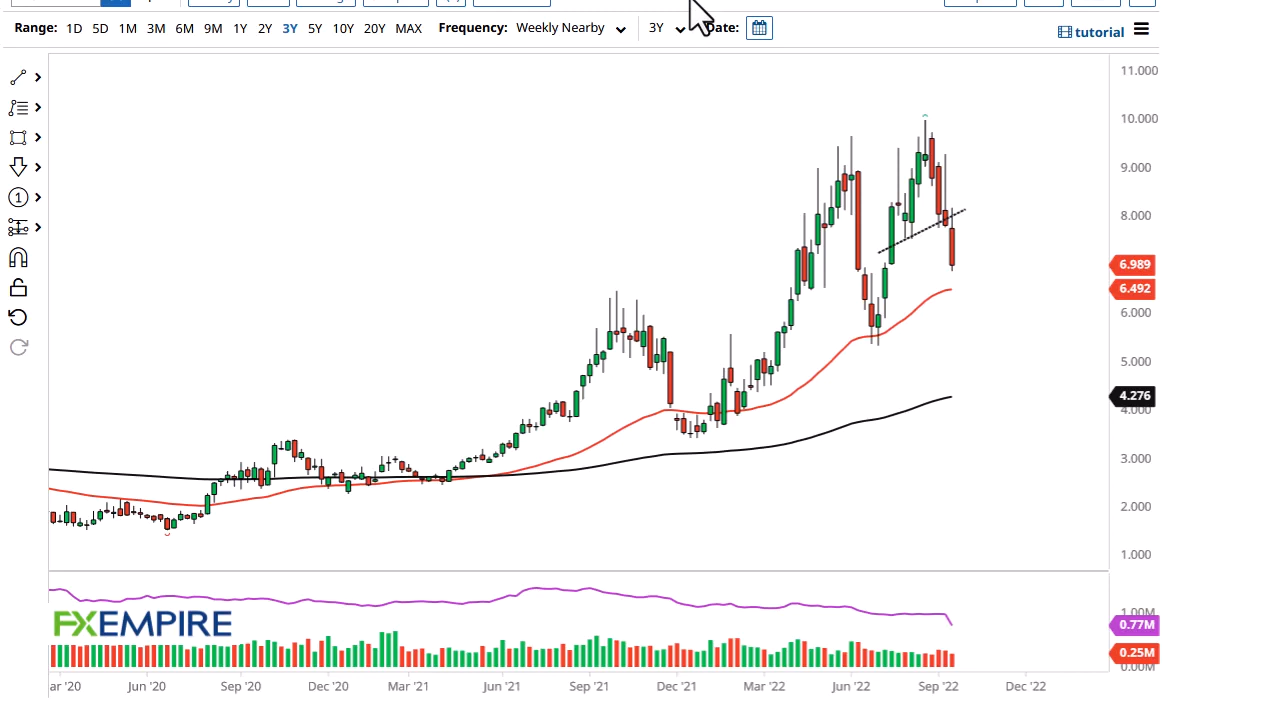 Range: 1D 5D 1M 3M 6M 9M 1Y 2Y 3Y 5Y 10Y 20Y MAX Frequency: Weekly Nearby 3Y Date:
tutorial
11.000
10.000
9.000
8.000
6.989
6.492
6.000
5.000
4.276
4.000
3.000
2.000
1.000
1.00M
FXEMPIRE
0.77M
0.25M
0.00M
ar '20 Jun '20 Sep '20 Dec '20 Mar '21 Jun '21 Sep '21 Dec '21 Mar '22 Jun '22 Sep '22 Dec '22
1